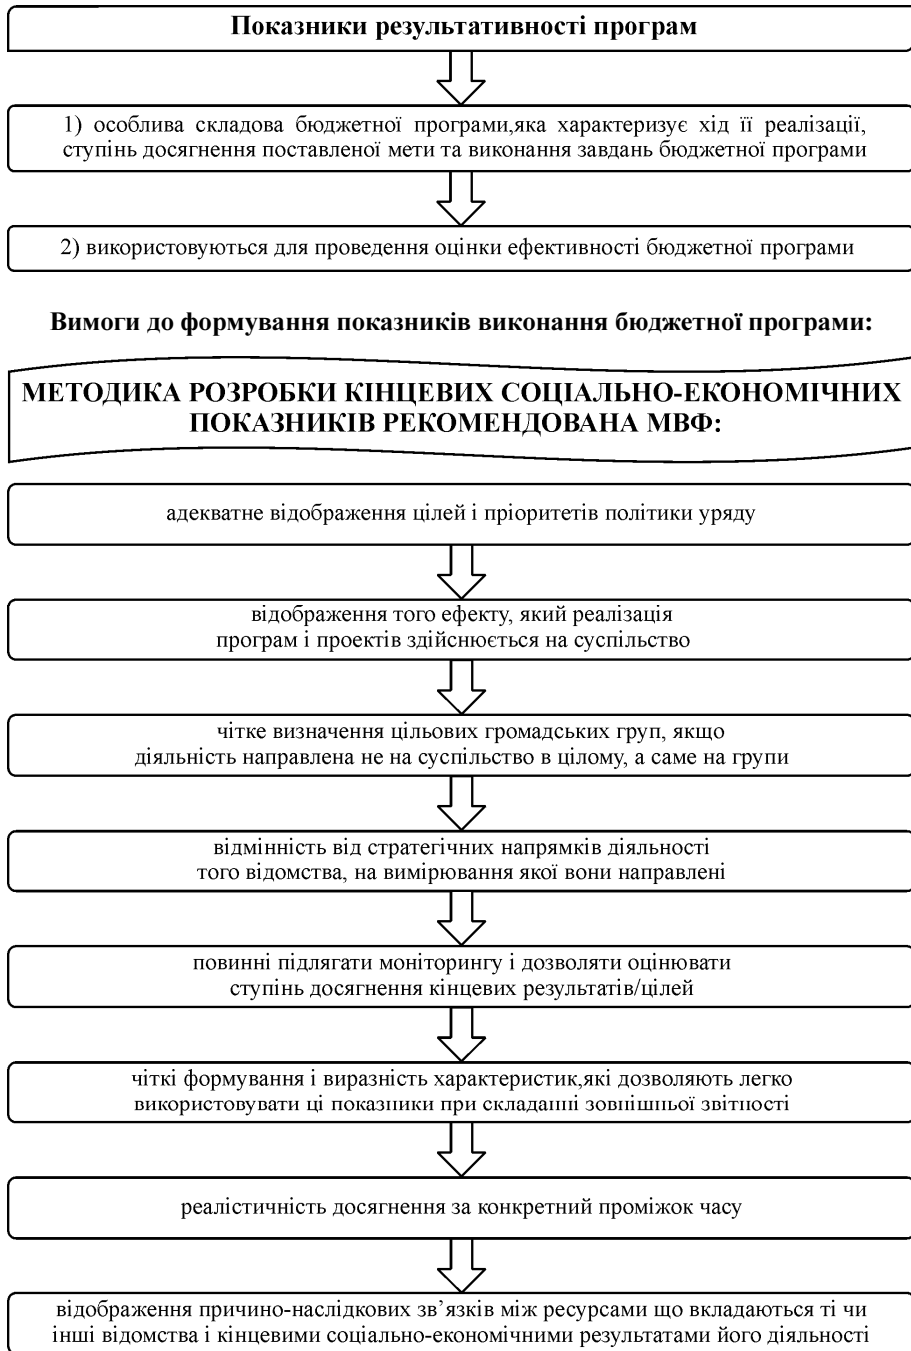 Показники результативності програм
1) особлива складова бюджетної програми,яка характеризує хід її реалізації,
ступінь досягнення поставленої мети та виконання завдань бюджетної програми
2) використовуються для проведення оцінки ефективності бюджетної програми
Вимоги до формування показників виконання бюджетної програми:
МЕТОДИКА РОЗРОБКИ КІНЦЕВИХ СОЦІАЛЬНО-ЕКОНОМІЧНИХ
ПОКАЗНИКІВ РЕКОМЕНДОВАНА МВФ:
адекватне відображення цілей і пріоритетів політики уряду
відображення того ефекту, який реалізація
програм і проектів здійснюється на суспільство
чітке визначення цільових громадських груп, якщо
діяльність направлена не на суспільство в цілому, а саме на групи
відмінність від стратегічних напрямків діяльності
того відомства, на вимірювання якої вони направлені
повинні підлягати моніторингу і дозволяти оцінювати
ступінь досягнення кінцевих результатів/цілей
чіткі формування і виразність характеристик,які дозволяють легко
використовувати ці показники при складанні зовнішньої звітності
реалістичність досягнення за конкретний проміжок часу
відображення причино-наслідкових зв’язків між ресурсами що вкладаються ті чи
інші відомства і кінцевими соціально-економічними результатами його діяльності